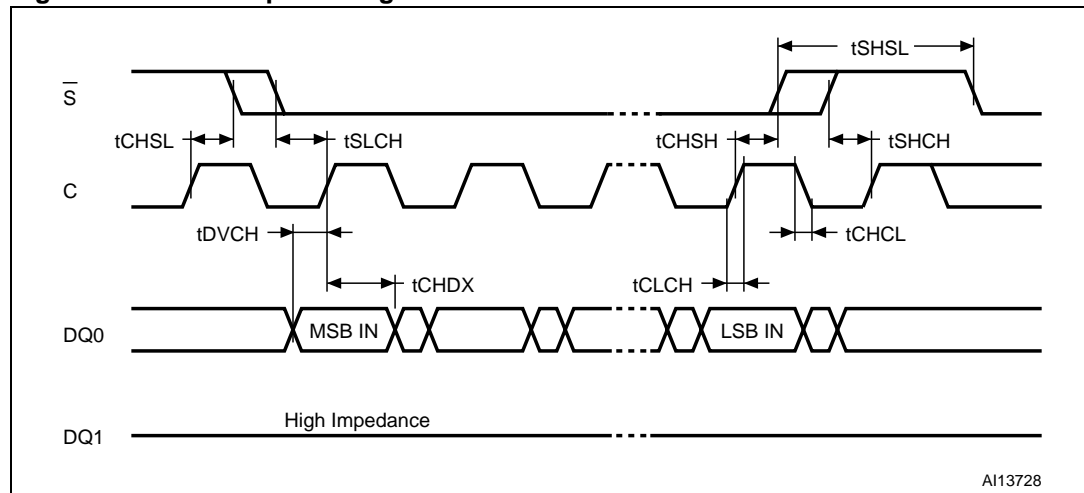 tSHSL
S
tCHSL
tSLCH
tCHSH
tSHCH
C
tDVCH
tCHCL
tCHDX
tCLCH
DQ0
MSB IN
LSB IN
High Impedance
DQ1
AI13728